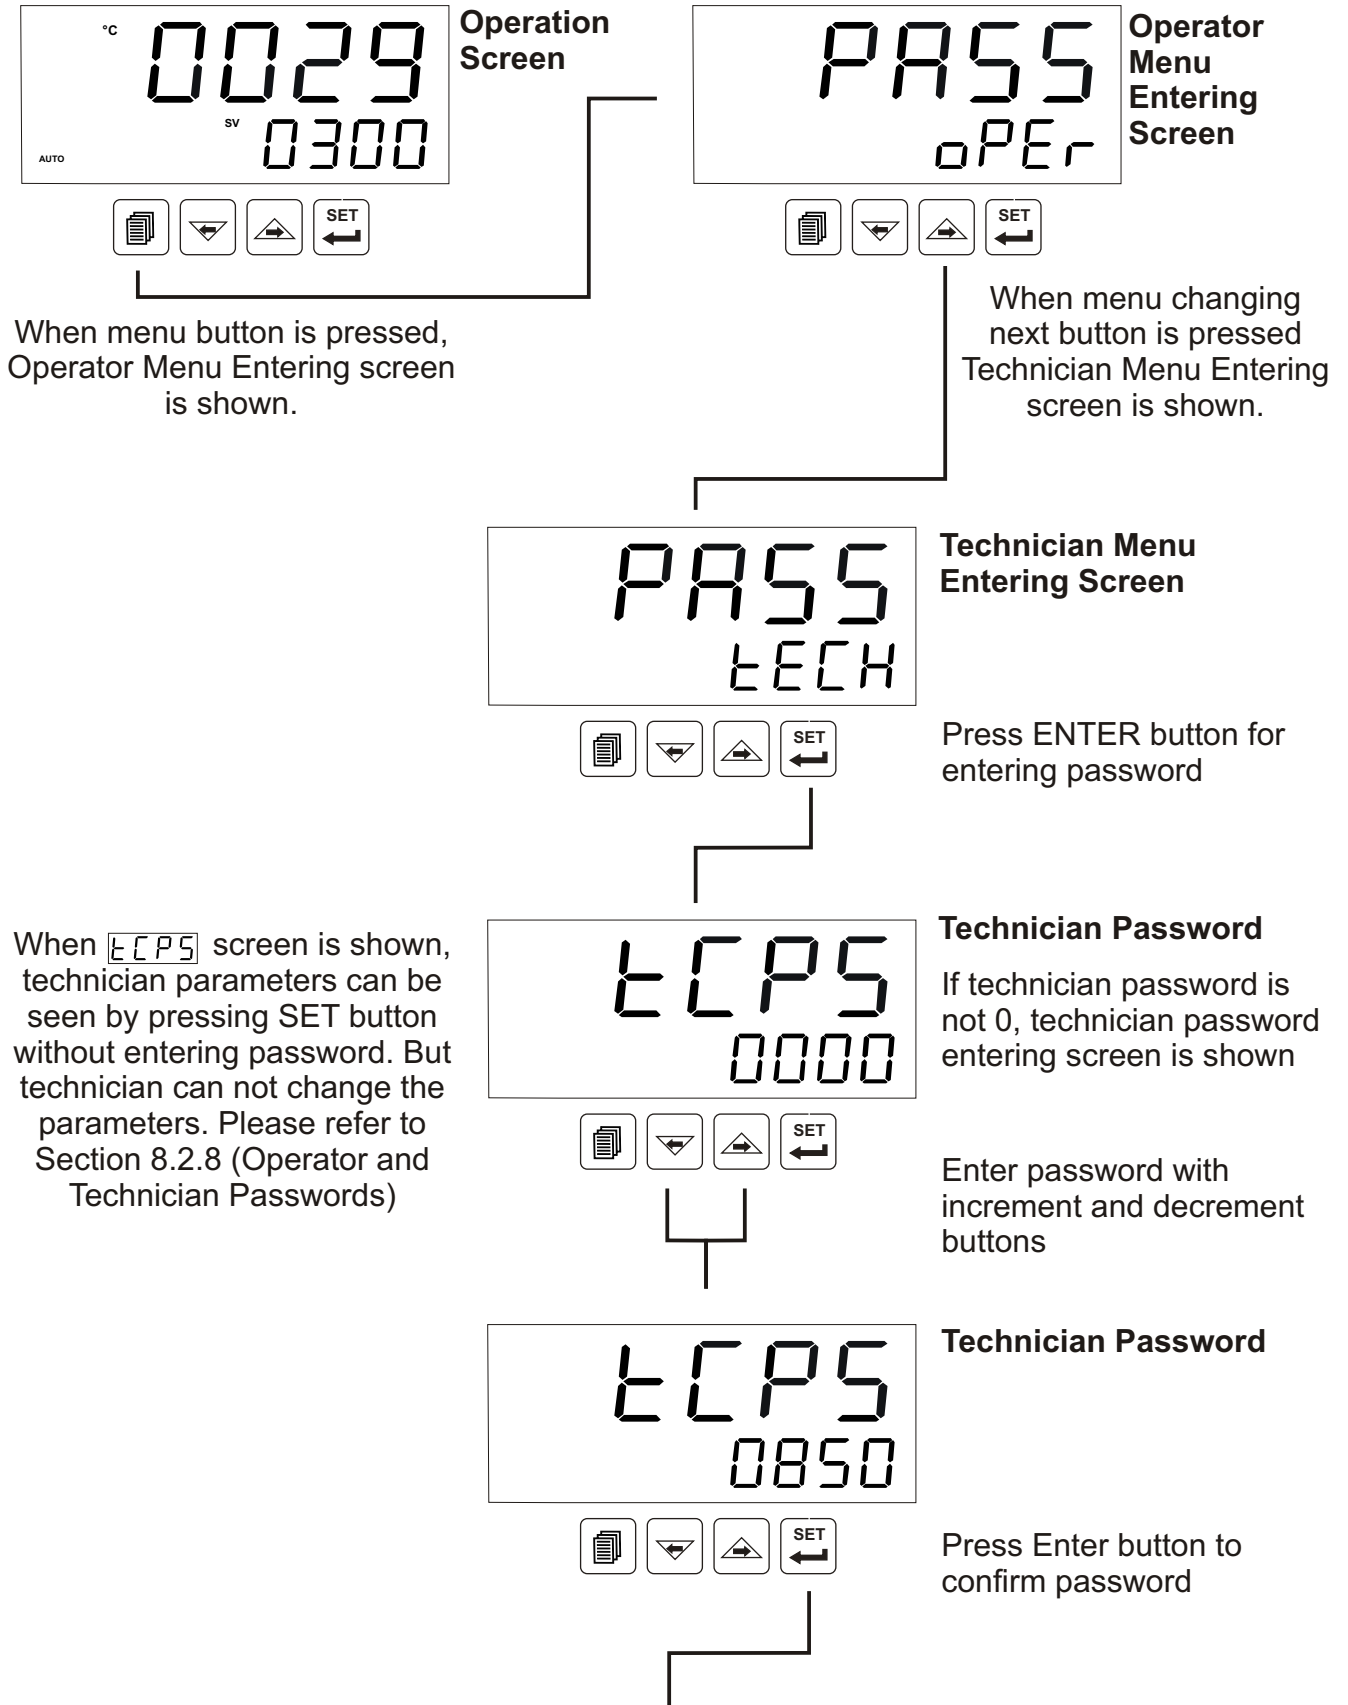 °C
0029
SV
0300
AUTO
Operation
Screen
SET
When menu button is pressed,
Operator Menu Entering screen
is shown.
PASS
oPEr
Operator
Menu
Entering
Screen
SET
When menu changing
next button is pressed
Technician Menu Entering
screen is shown.
PASS
tECH
Technician Menu
Entering Screen
SET
Press ENTER button for
entering password
When tCPS screen is shown,
technician parameters can be
seen by pressing SET button
without entering password. But
technician can not change the
parameters. Please refer to
Section 8.2.8 (Operator and
Technician Passwords)
tCPS
0000
SET
Technician Password
If technician password is
not 0, technician password
entering screen is shown
Enter password with
increment and decrement
buttons
tCPS
0850
SET
Technician Password
Press Enter button to
confirm password